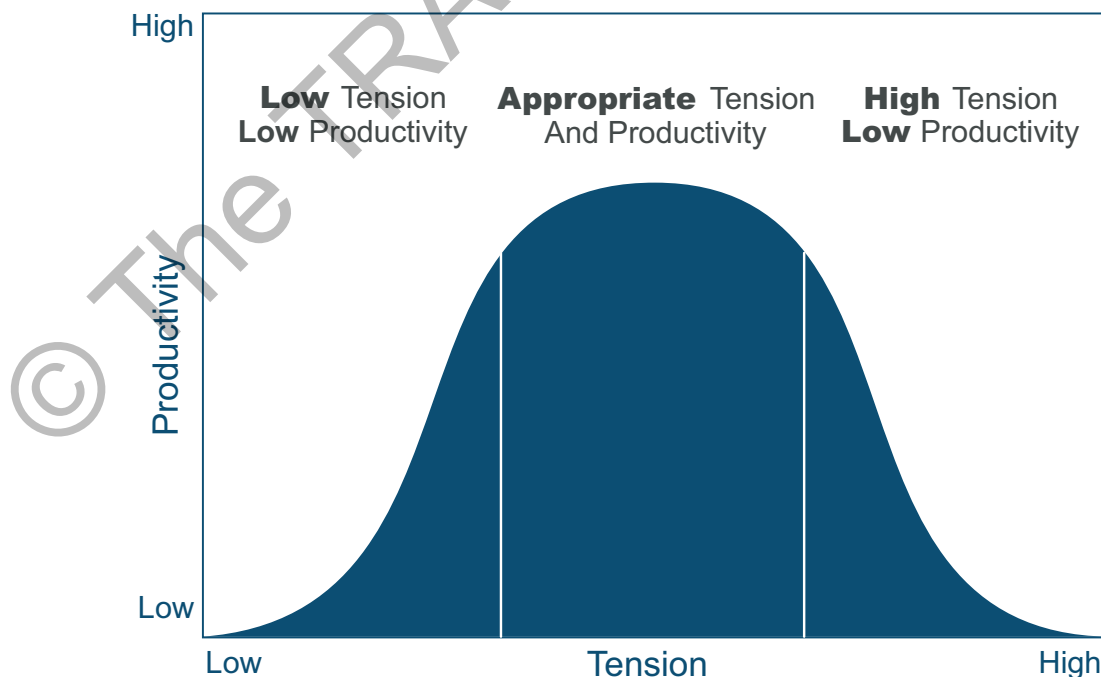 High
Low Tension
Low Productivity
Appropriate Tension
And Productivity
High Tension
Low Productivity
Productivity
Low
Low
Tension
High
© The TRA